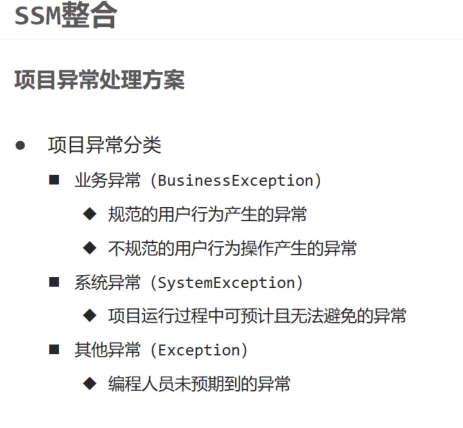 SSM整合
项目异常处理方案
● 项目异常分类
■ 业务异常（BusinessException）
◆ 规范的用户行为产生的异常
◆ 不规范的用户行为操作产生的异常
■ 系统异常（SystemException）
◆ 项目运行过程中可预计且无法避免的异常
■ 其他异常（Exception）
◆ 编程人员未预期到的异常